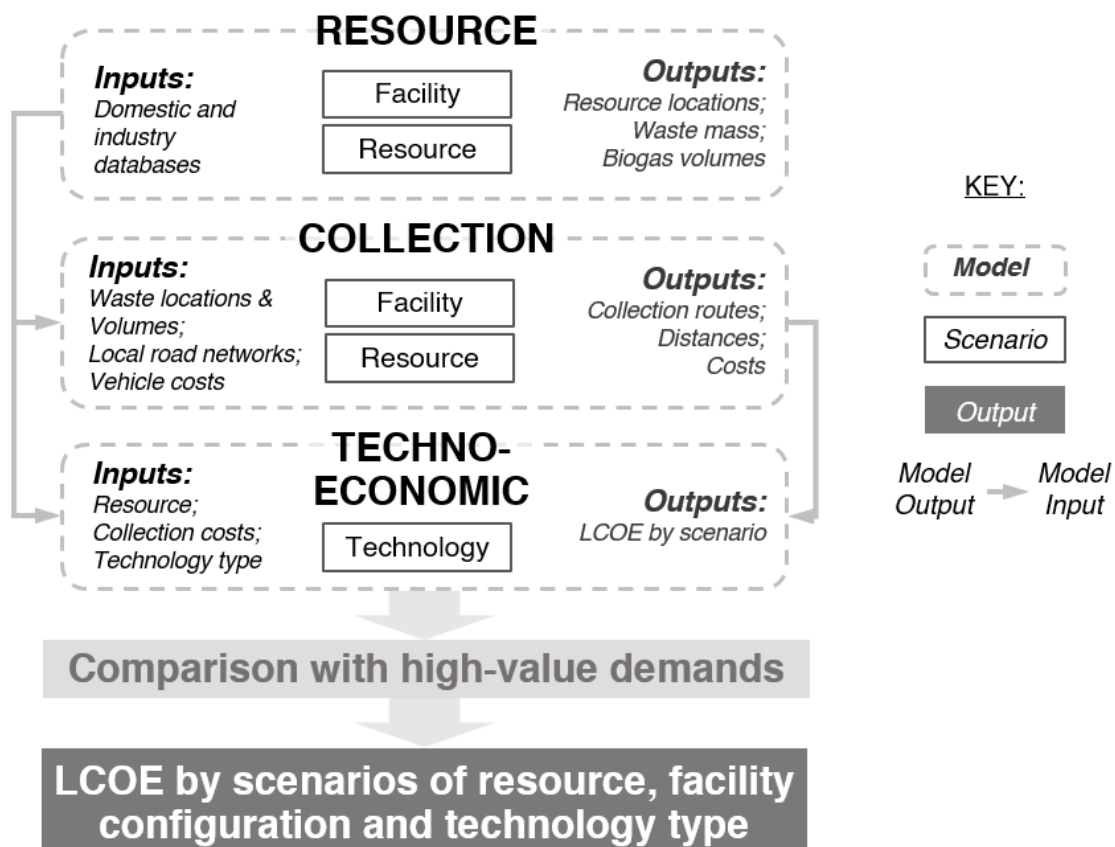 RESOURCE
Inputs:
Domestic and
industry
databases
Facility
Resource
Outputs:
Resource locations;
Waste mass;
Biogas volumes
COLLECTION
Inputs:
Waste locations &
Volumes;
Local road networks;
Vehicle costs
Facility
Resource
Outputs:
Collection routes;
Distances;
Costs
TECHNO-
ECONOMIC
Inputs:
Resource;
Collection costs;
Technology type
Technology
Outputs:
LCOE by scenario
Comparison with high-value demands
LCOE by scenarios of resource, facility
configuration and technology type
KEY:
Model
Scenario
Output
Model
Output
Model
Input